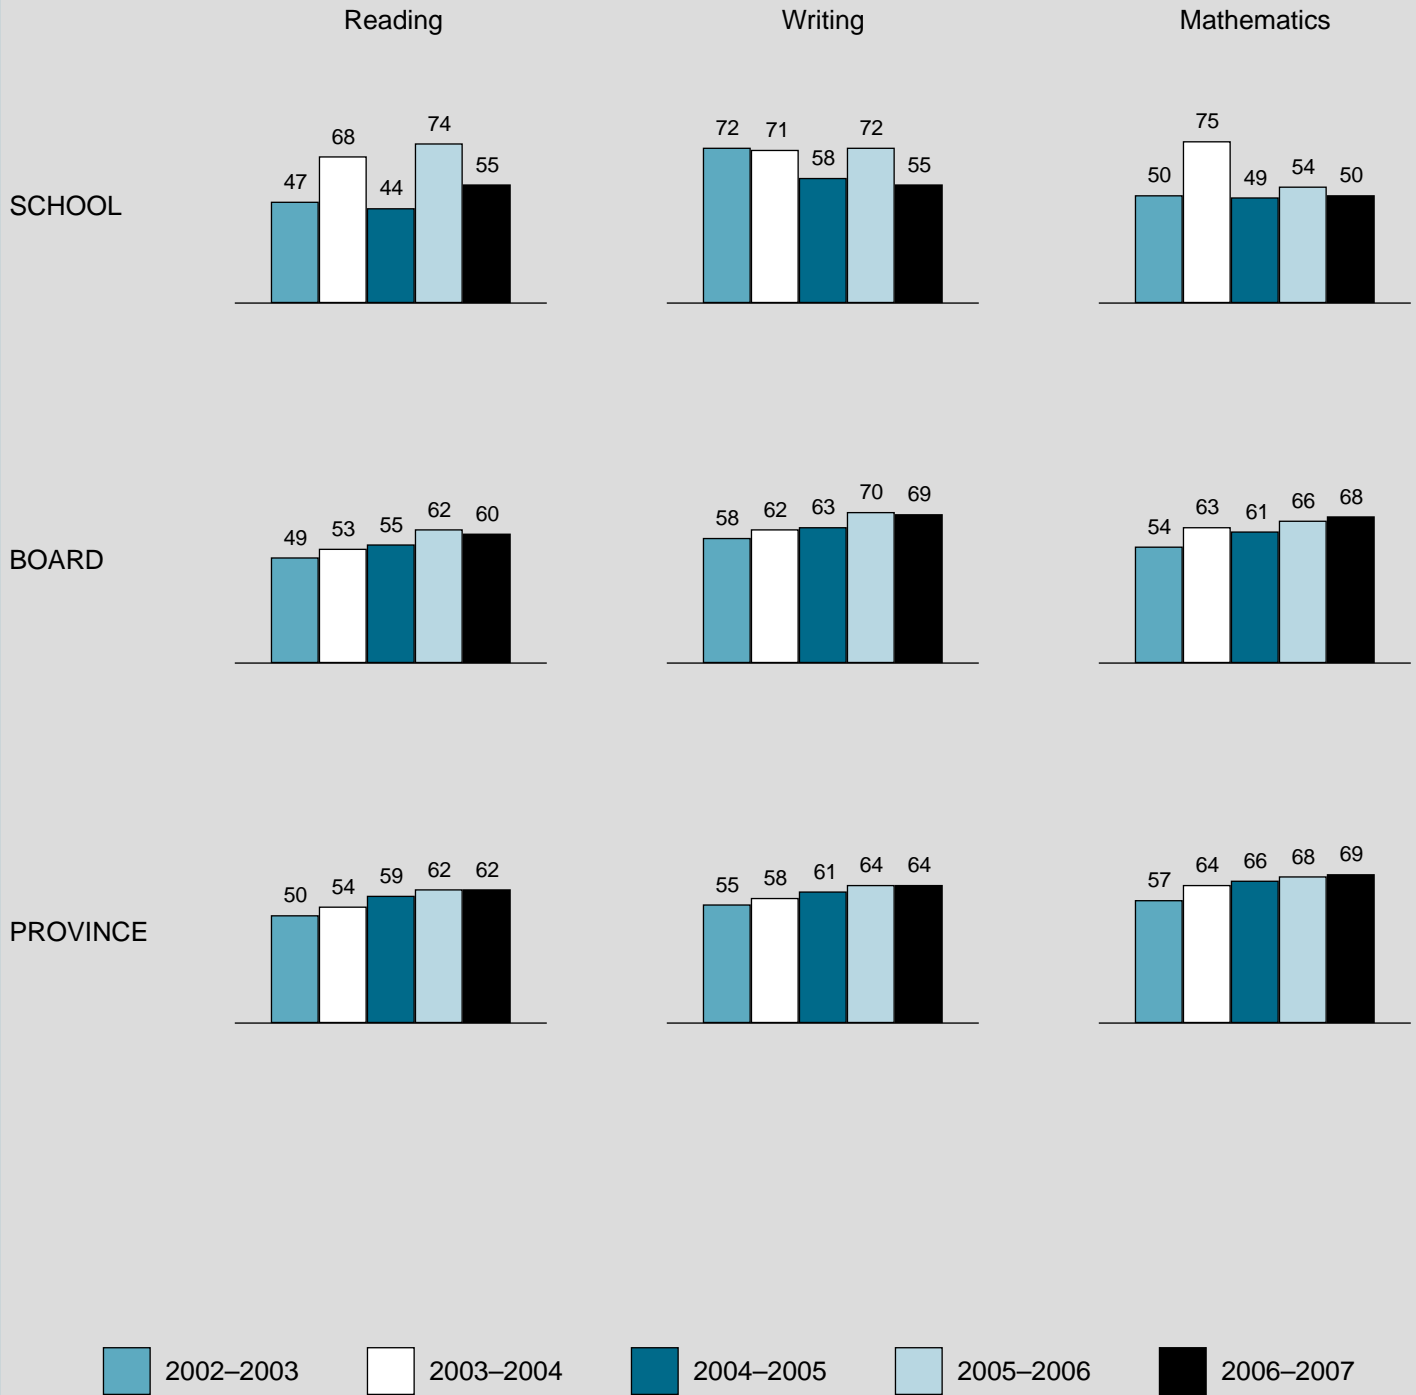 Reading Writing Mathematics
SCHOOL
47 68 44 74 55
72 71 58 72 55
50 75 49 54 50
BOARD
49 53 55 62 60
58 62 63 70 69
54 63 61 66 68
PROVINCE
50 54 59 62 62
55 58 61 64 64
57 64 66 68 69
2002–2003 2003–2004 2004–2005 2005–2006 2006–2007